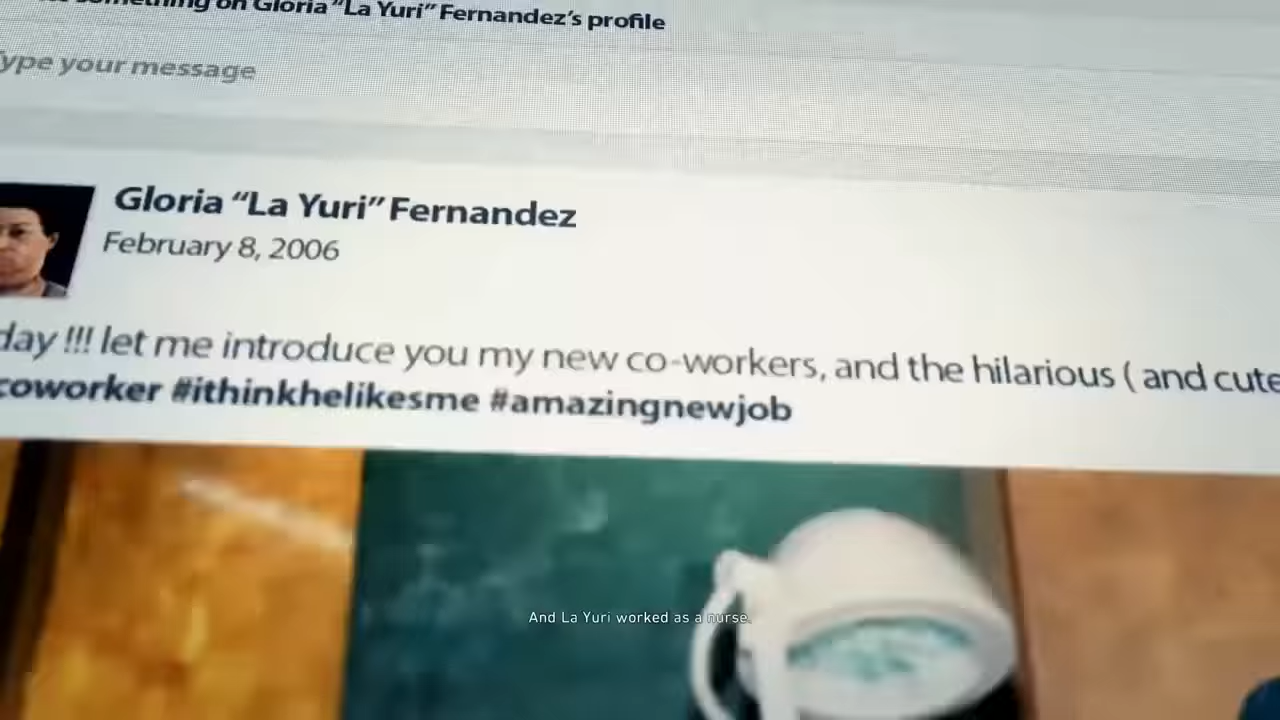 something on Gloria “La Yuri” Fernandez’s profile
ype your message
Gloria “La Yuri” Fernandez
February 8, 2006
day !!! let me introduce you my new co-workers, and the hilarious ( and cute
coworker #ithinkhelikesme #amazingnewjob
And La Yuri worked as a nurse.